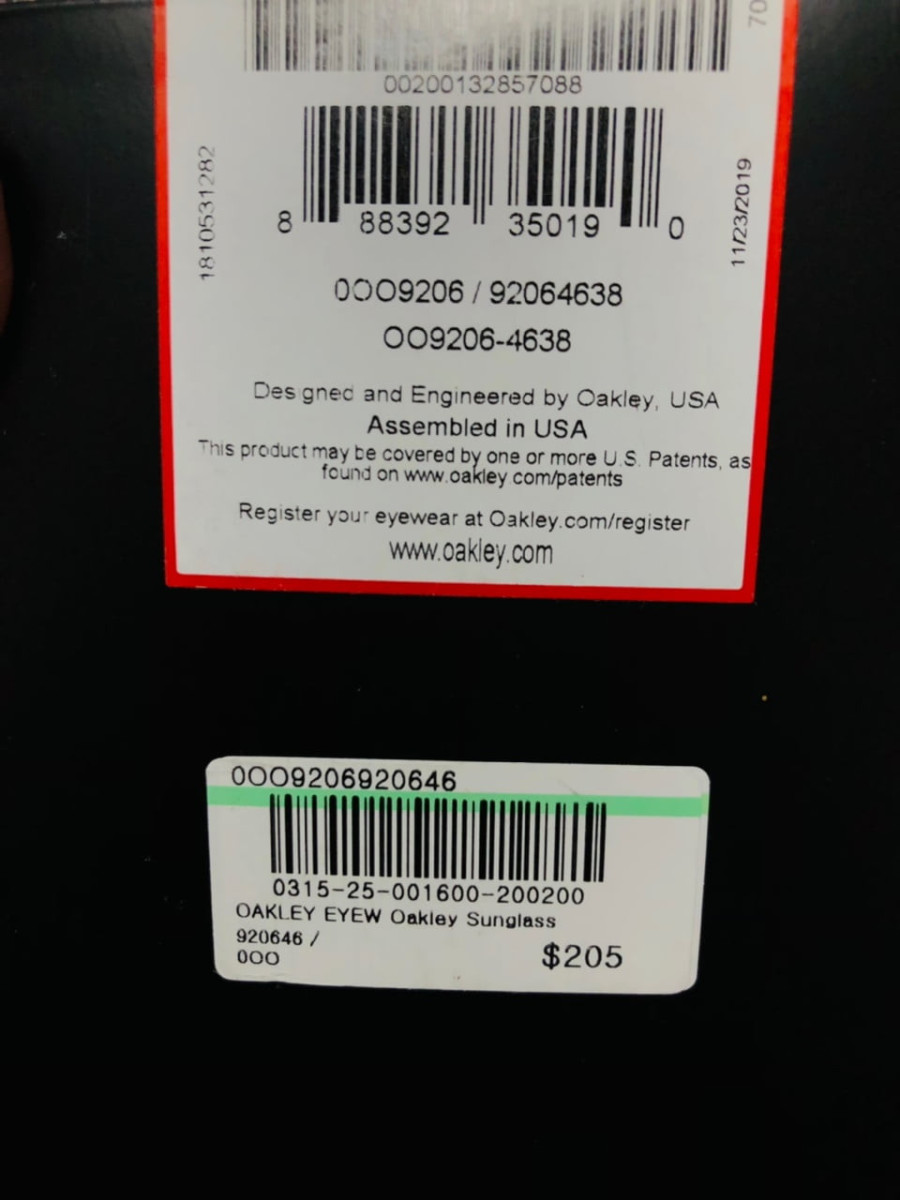 70
00200132857088
1810531282
11/23/2019
8 88392 35019 0
0OO9206 / 92064638
OO9206-4638
Designed and Engineered by Oakley, USA
Assembled in USA
This product may be covered by one or more U.S. Patents, as
found on www.oakley.com/patents
Register your eyewear at Oakley.com/register
www.oakley.com
0OO9206920646
0315-25-001600-200200
OAKLEY EYEW Oakley Sunglass
920646 /
0OO
$205